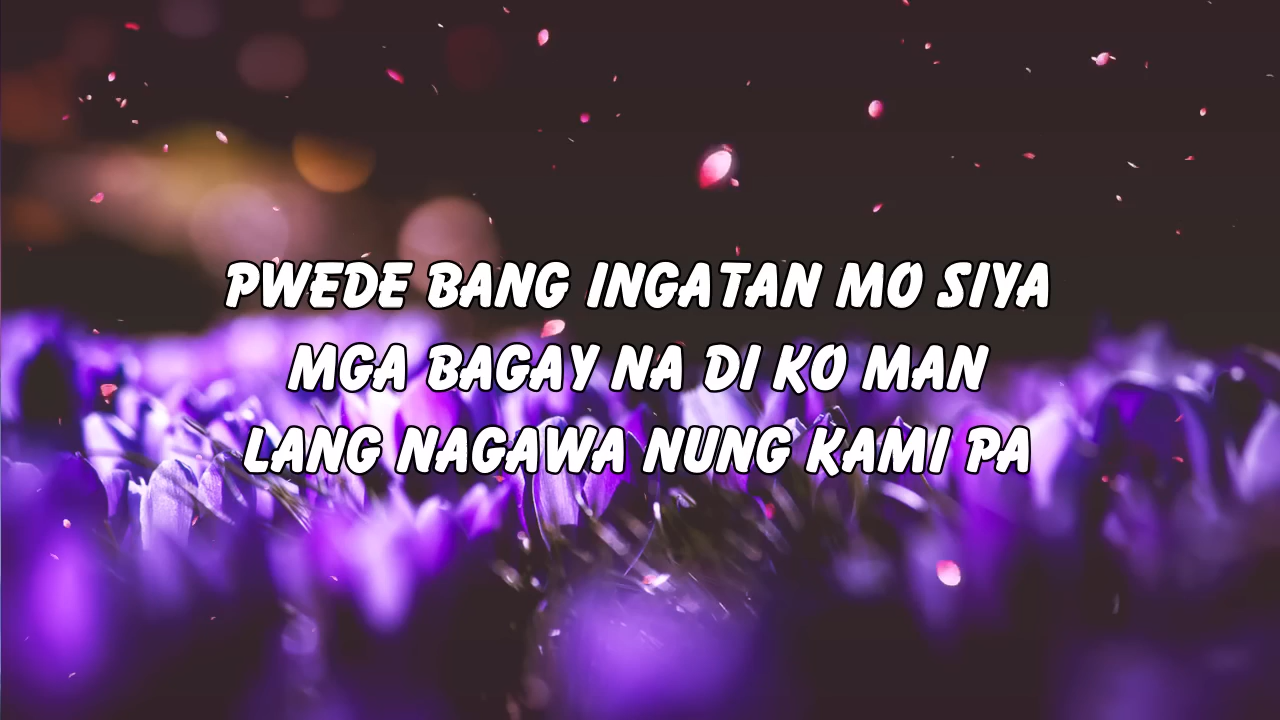 PWEDE BANG INGATAN MO SIYA
MGA BAGAY NA DI KO MAN
LANG NAGAWA NUNG KAMI PA